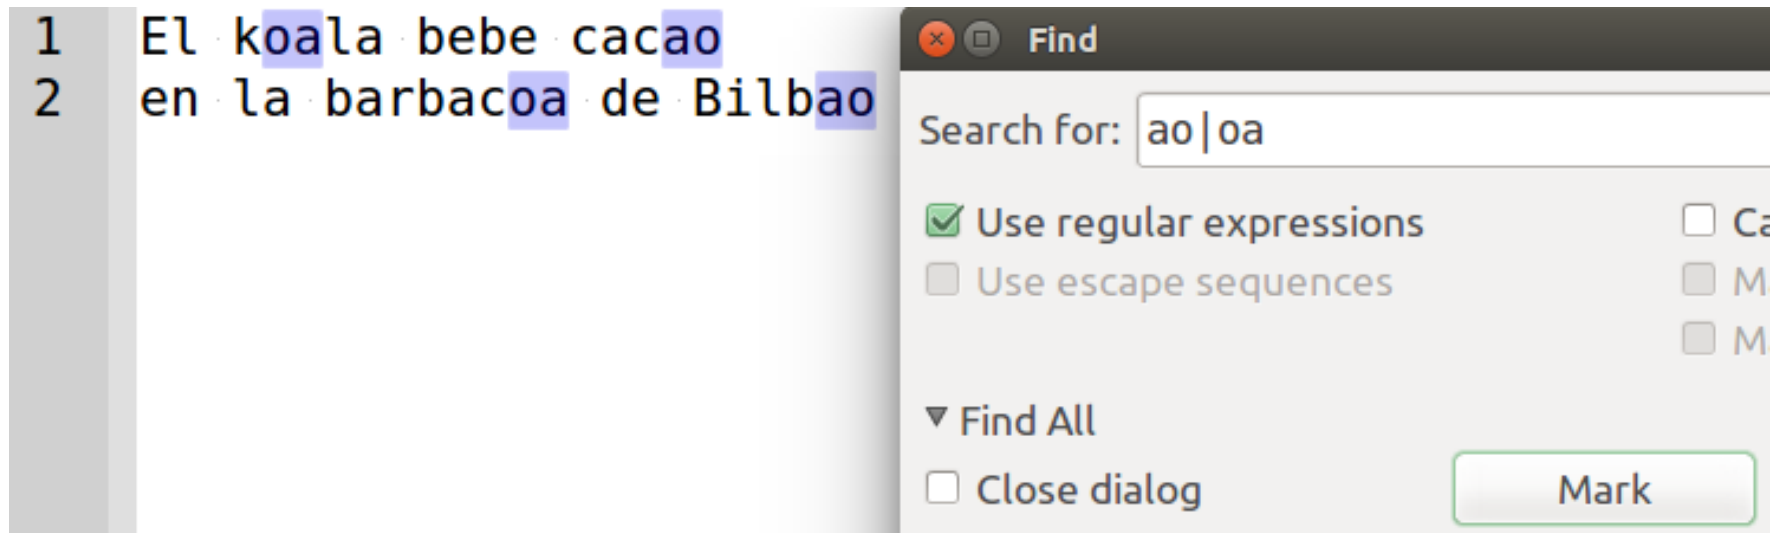 1 El koala bebe cacao
2 en la barbacoa de Bilbao
Find
Search for: ao|oa
Use regular expressions
Use escape sequences
Find All
Close dialog
Mark